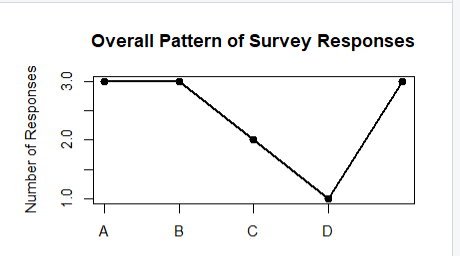 Overall Pattern of Survey Responses
Number of Responses
3.0
2.0
1.0
A B C D